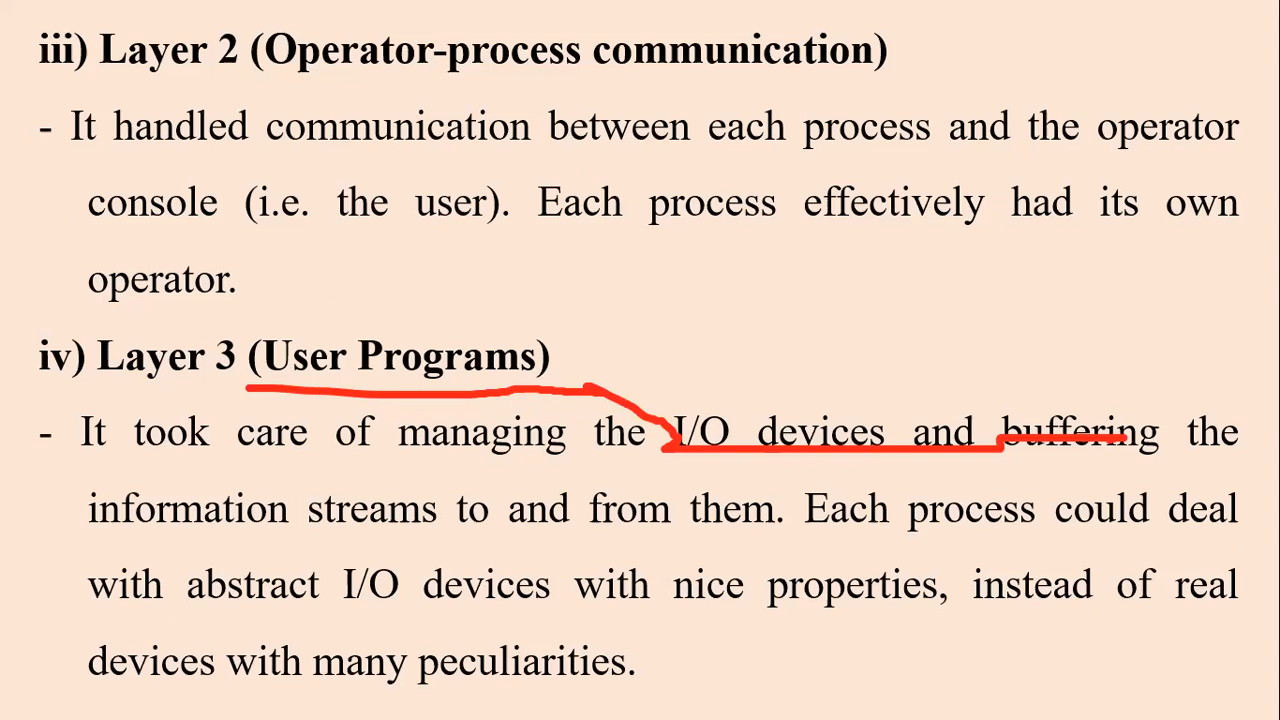 iii) Layer 2 (Operator-process communication)
- It handled communication between each process and the operator
console (i.e. the user). Each process effectively had its own
operator.
iv) Layer 3 (User Programs)
- It took care of managing the I/O devices and buffering the
information streams to and from them. Each process could deal
with abstract I/O devices with nice properties, instead of real
devices with many peculiarities.